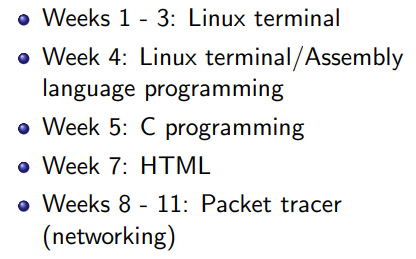 Weeks 1 - 3: Linux terminal
Week 4: Linux terminal/Assembly
language programming
Week 5: C programming
Week 7: HTML
Weeks 8 - 11: Packet tracer
(networking)